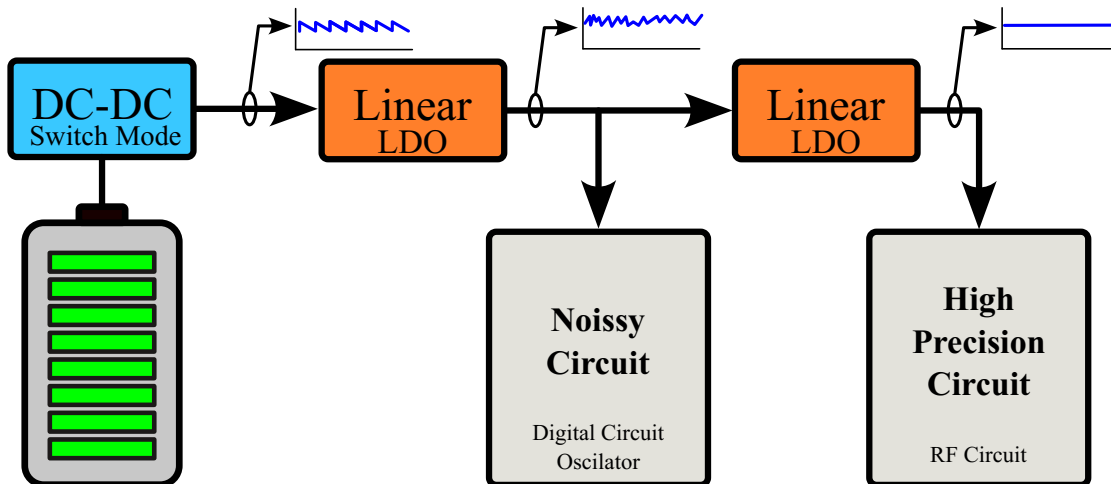 DC-DC
Switch Mode
Linear
LDO
Linear
LDO
Noissy
Circuit
Digital Circuit
Oscilator
High
Precision
Circuit
RF Circuit